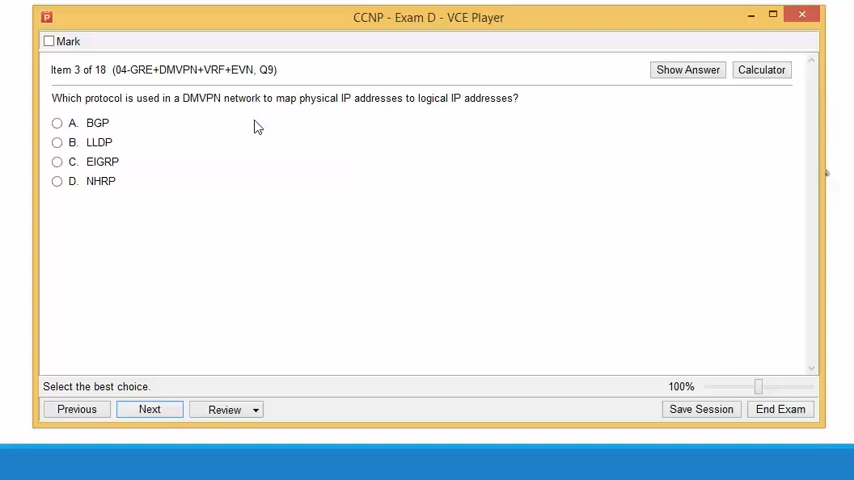 CCNP - Exam D - VCE Player
Mark
Item 3 of 18 (04-GRE+DMVPN+VRF+EVN, Q9)
Show Answer
Calculator
Which protocol is used in a DMVPN network to map physical IP addresses to logical IP addresses?
A. BGP
B. LLDP
C. EIGRP
D. NHRP
Select the best choice.
100%
Previous
Next
Review
Save Session
End Exam